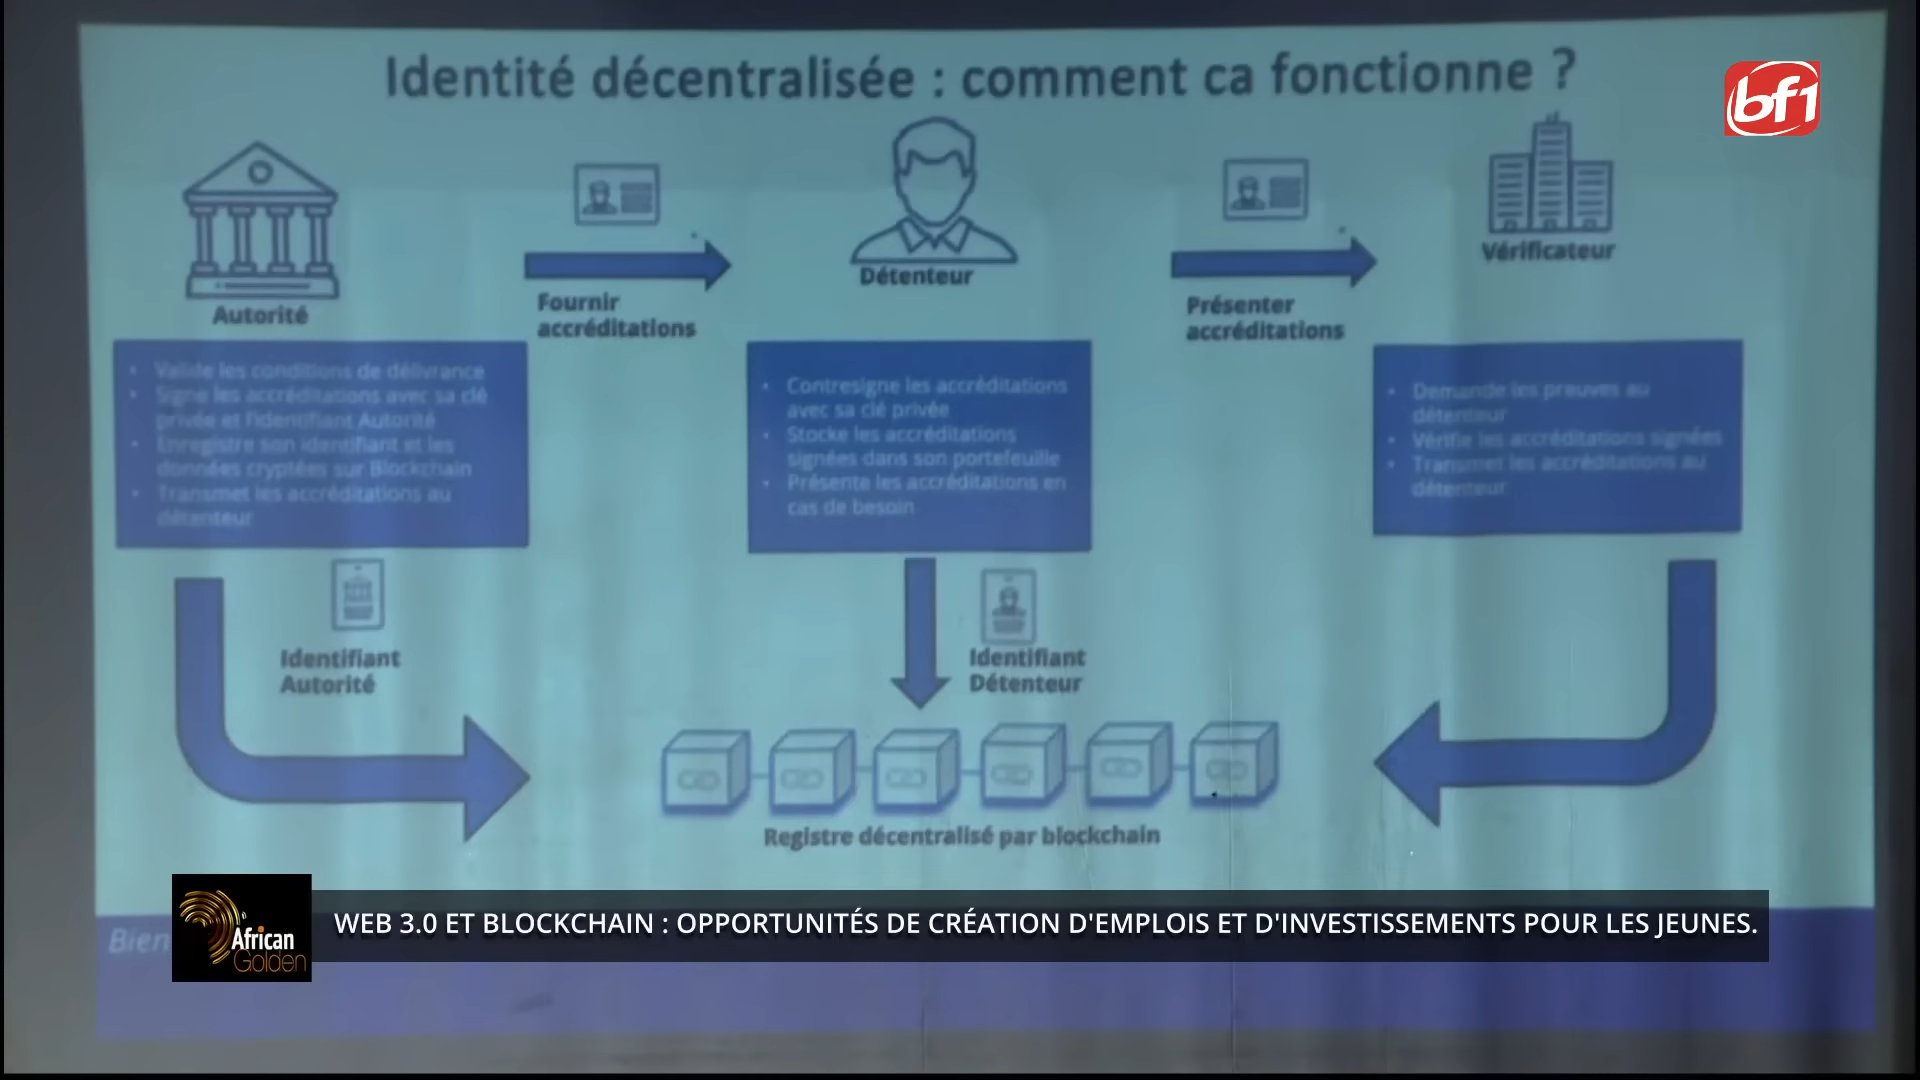 Identité décentralisée : comment ca fonctionne ?
bf1
Autorité
Fournir
accréditations
Détenteur
Présenter
accréditations
Vérificateur
• Valide les conditions de délivrance
• Signe les accréditations avec sa clé
privée et l'identifiant Autorité
• Enregistre son identifiant et les
données cryptées sur Blockchain
• Transmet les accréditations au
détenteur
• Contresigne les accréditations
avec sa clé privée
• Stocke les accréditations
signées dans son portefeuille
• Présente les accréditations en
cas de besoin
• Demande les preuves au
détenteur
• Vérifie les accréditations signées
• Transmet les accréditations au
détenteur
Identifiant
Autorité
Identifiant
Détenteur
Registre décentralisé par blockchain
Bien
African
Golden
WEB 3.0 ET BLOCKCHAIN : OPPORTUNITÉS DE CRÉATION D'EMPLOIS ET D'INVESTISSEMENTS POUR LES JEUNES.